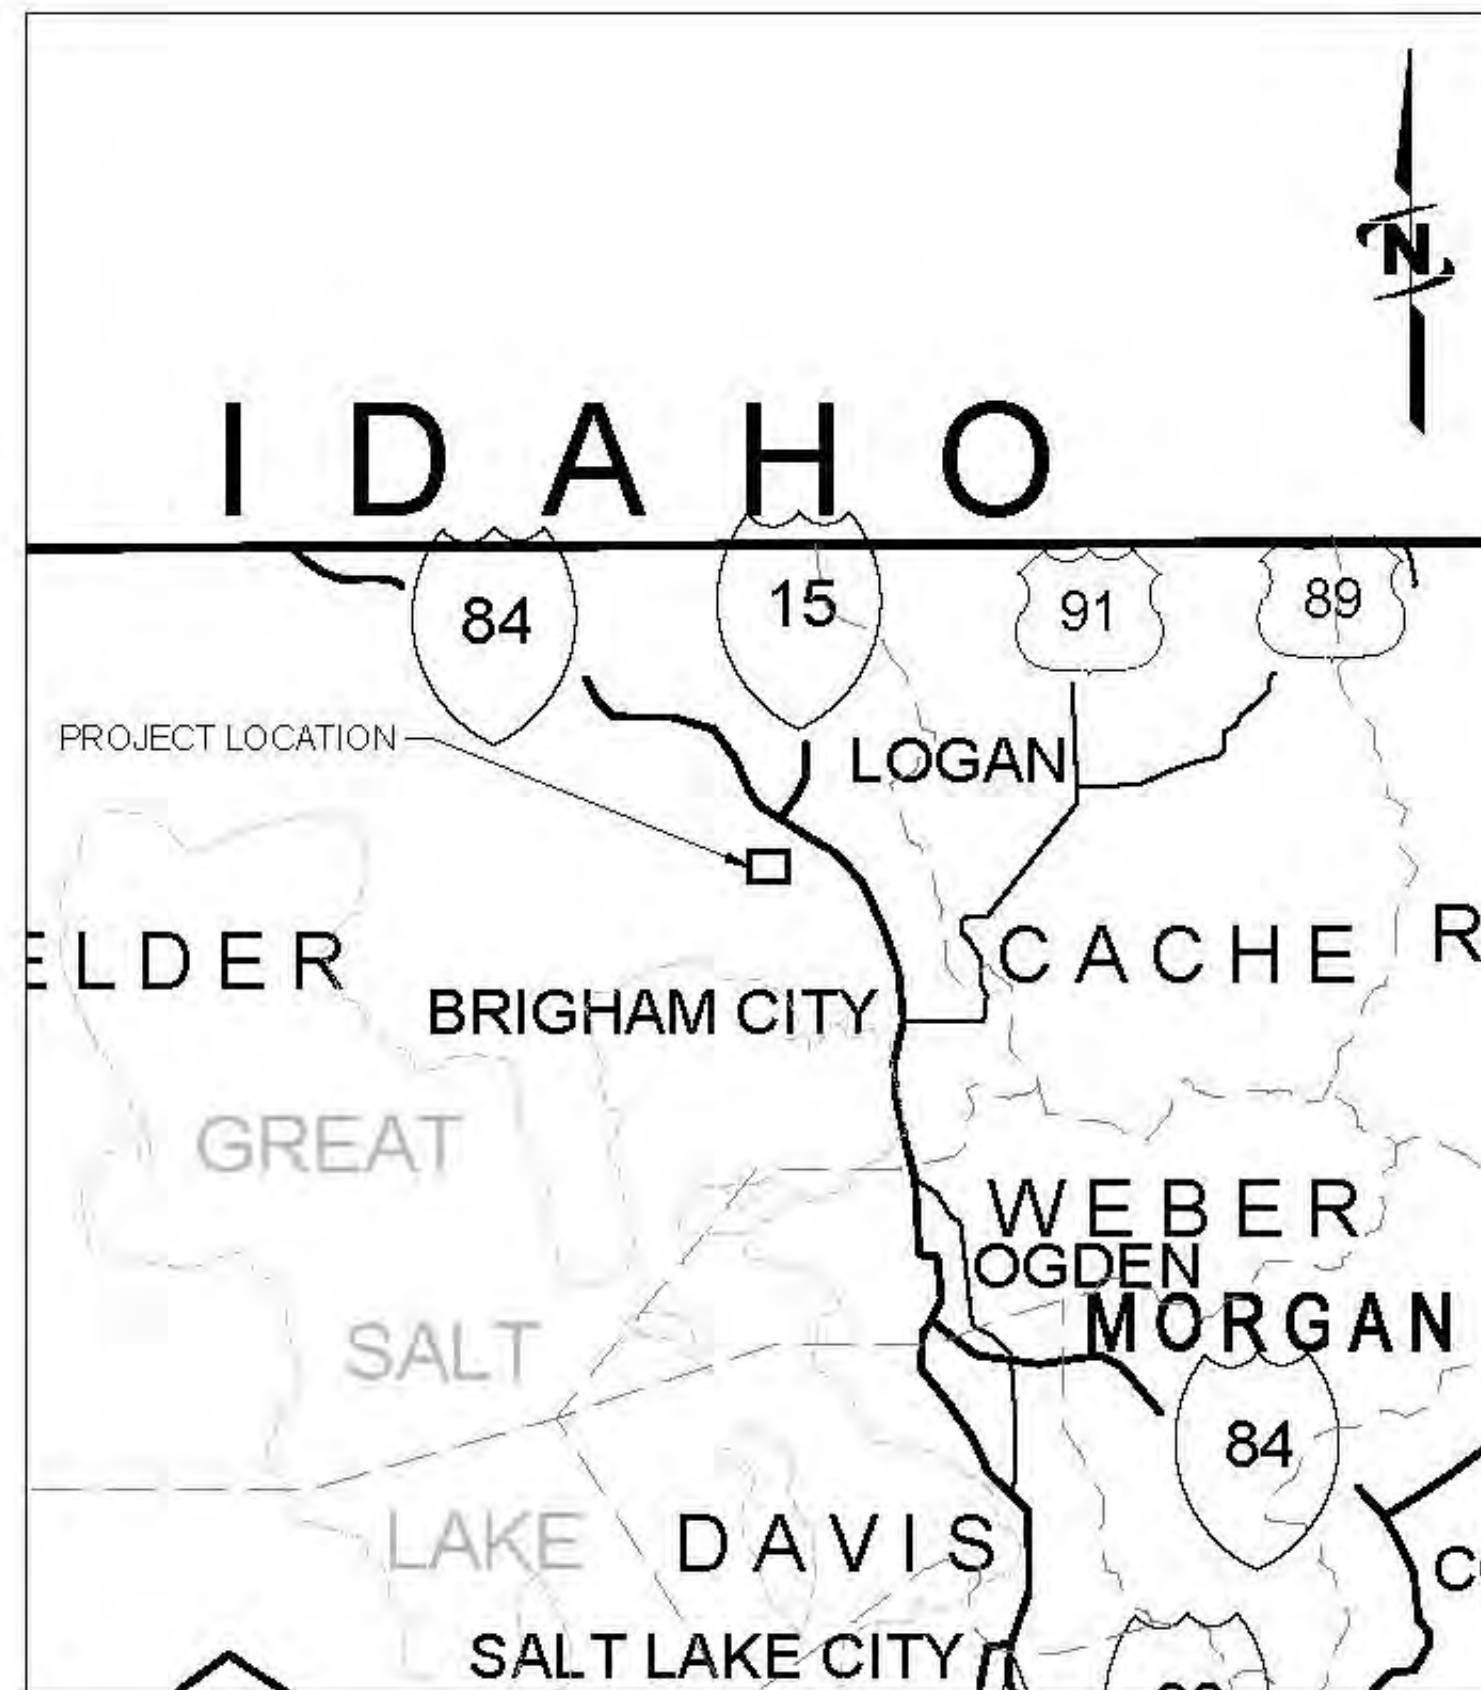 N
IDAHO
84
15
91
89
PROJECT LOCATION
LOGAN
ELDER
CACHE
R
BRIGHAM CITY
GREAT
WEBER
OGDEN
MORGAN
SALT
84
LAKE
DAVIS
SALT LAKE CITY